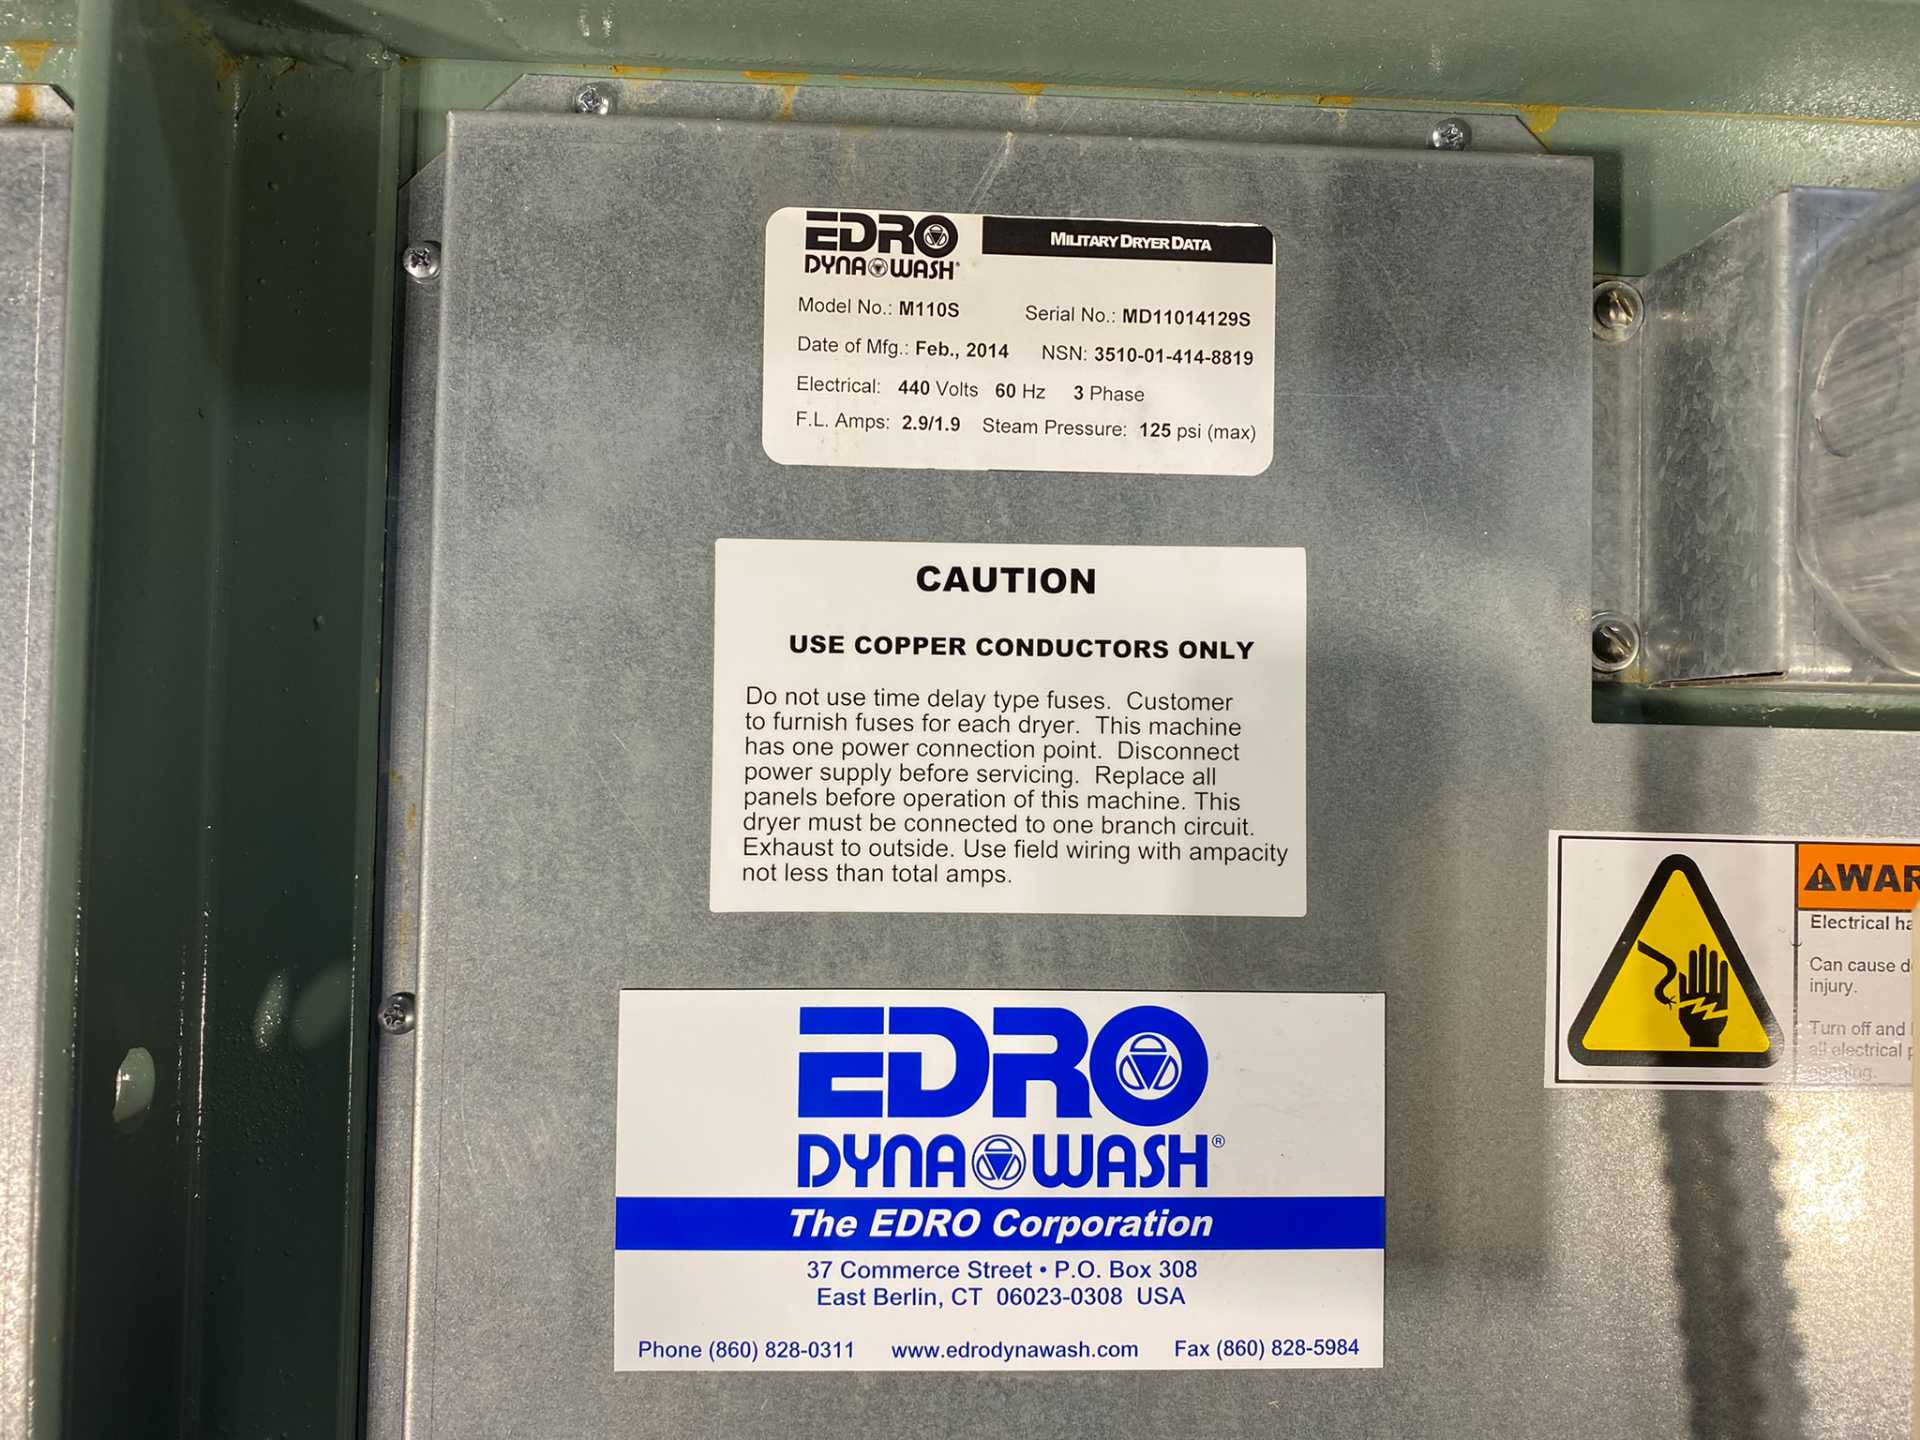 EDRO
DYNA WASH®
MILITARY DRYER DATA
Model No.: M110S Serial No.: MD11014129S
Date of Mfg.: Feb., 2014 NSN: 3510-01-414-8819
Electrical: 440 Volts 60 Hz 3 Phase
F.L. Amps: 2.9/1.9 Steam Pressure: 125 psi (max)
CAUTION
USE COPPER CONDUCTORS ONLY
Do not use time delay type fuses. Customer
to furnish fuses for each dryer. This machine
has one power connection point. Disconnect
power supply before servicing. Replace all
panels before operation of this machine. This
dryer must be connected to one branch circuit.
Exhaust to outside. Use field wiring with ampacity
not less than total amps.
EDRO
DYNA WASH®
The EDRO Corporation
37 Commerce Street • P.O. Box 308
East Berlin, CT 06023-0308 USA
Phone (860) 828-0311 www.edrodynawash.com Fax (860) 828-5984
WAR
Electrical ha
Can cause d
injury.
Turn off and
all electrical p